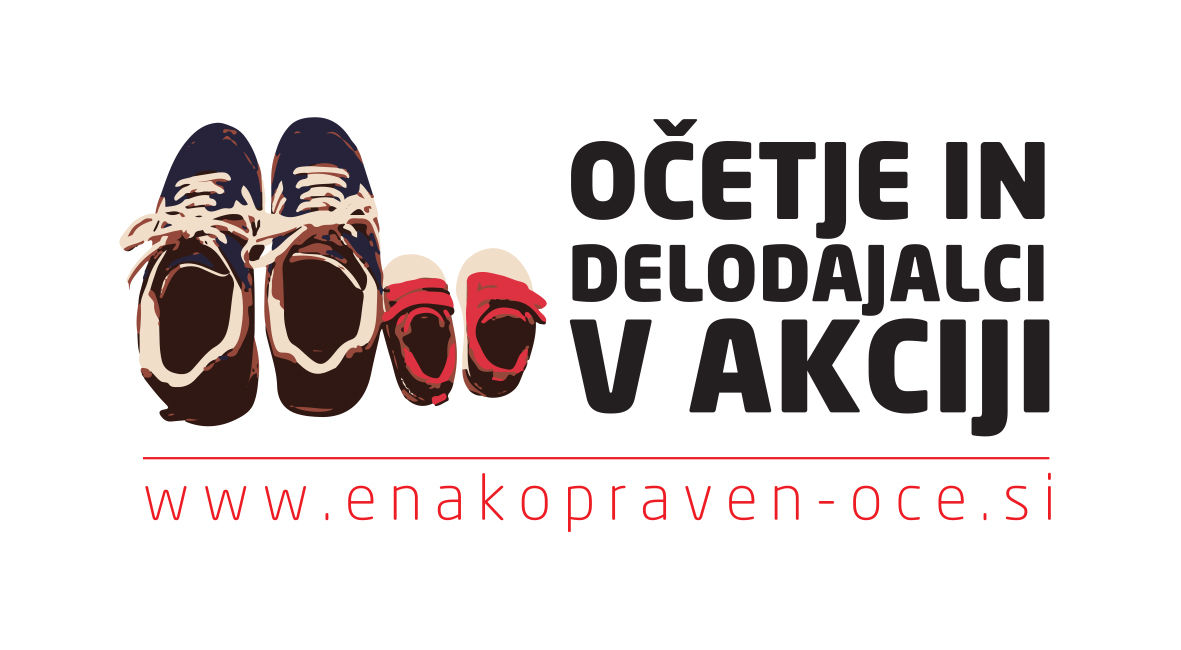 OČETJE IN
DELODAJALCI
V AKCIJI
www.enakopraven-oce.si